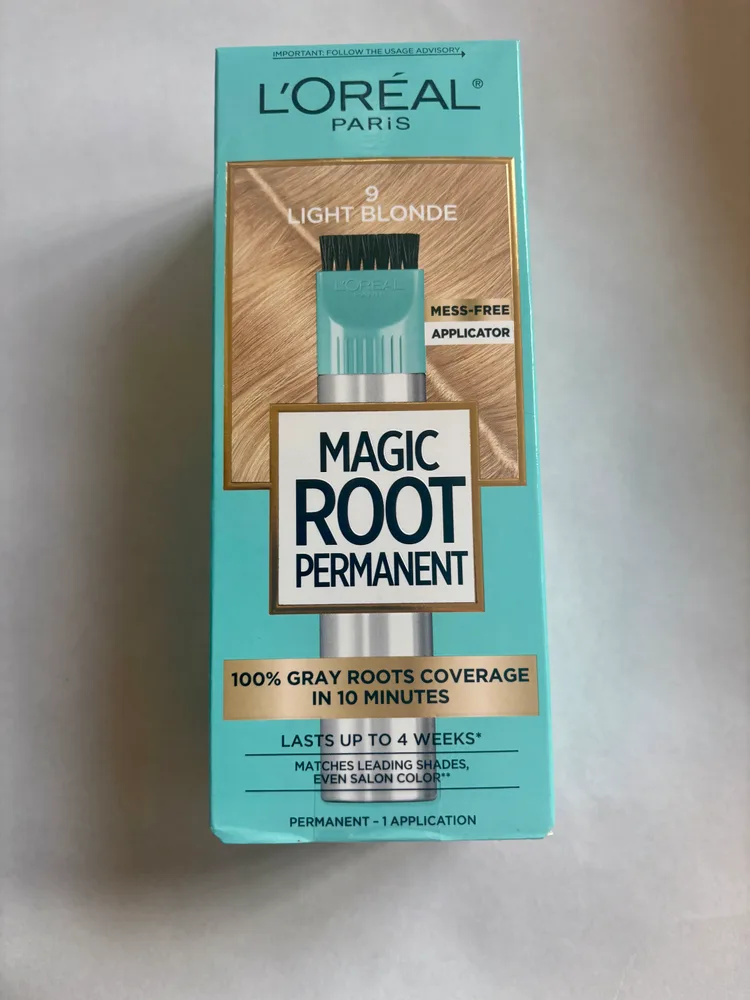 IMPORTANT: FOLLOW THE USAGE ADVISORY
L'ORÉAL®
PARiS
9
LIGHT BLONDE
L'ORÉAL
MESS-FREE
APPLICATOR
MAGIC
ROOT
PERMANENT
100% GRAY ROOTS COVERAGE
IN 10 MINUTES
LASTS UP TO 4 WEEKS*
MATCHES LEADING SHADES,
EVEN SALON COLOR**
PERMANENT - 1 APPLICATION